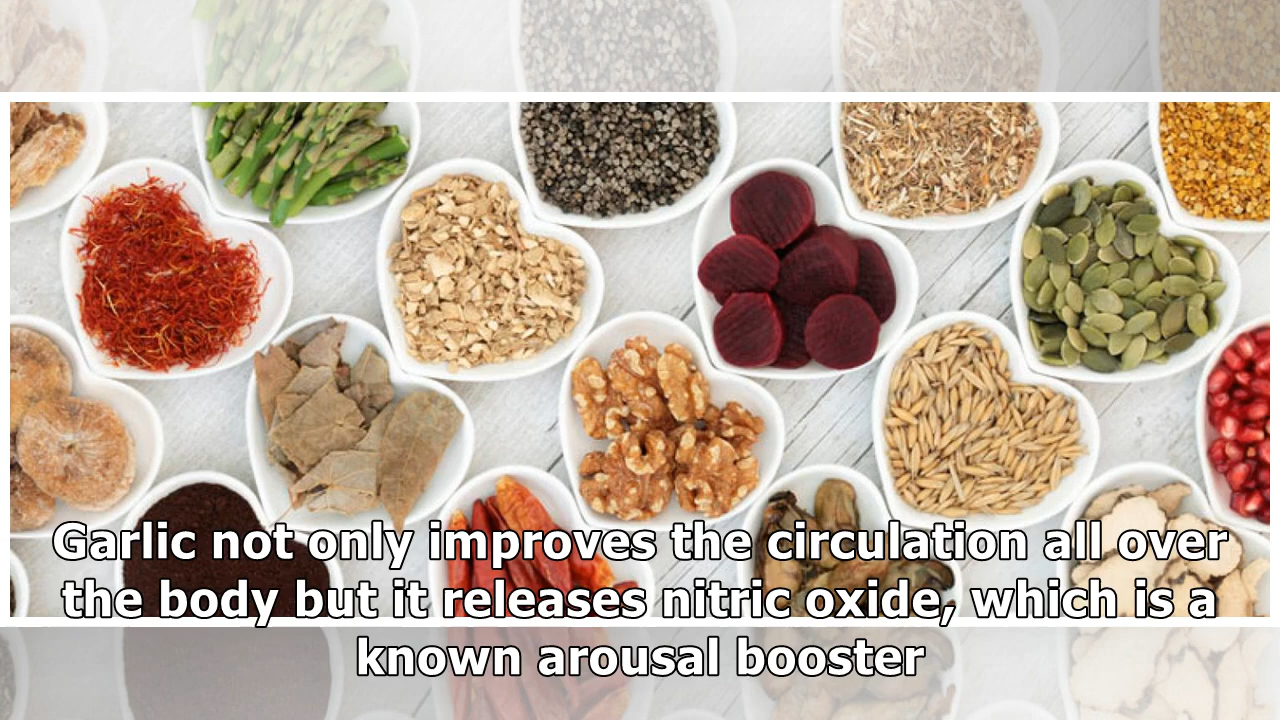 Garlic not only improves the circulation all over
the body but it releases nitric oxide, which is a
known arousal booster